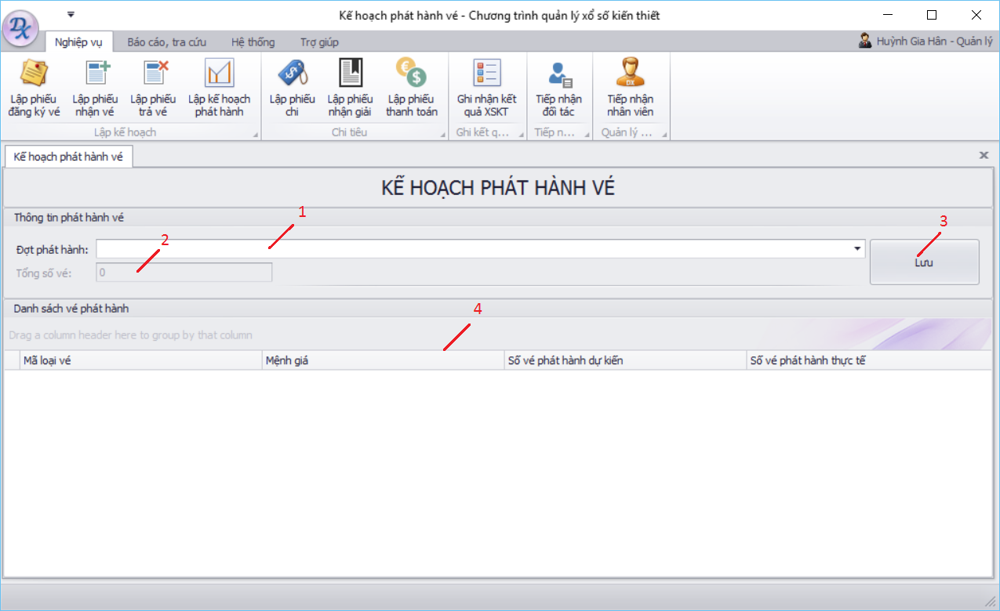 Kế hoạch phát hành vé - Chương trình quản lý xổ số kiến thiết
DX
Nghiệp vụ Báo cáo, tra cứu Hệ thống Trợ giúp Huỳnh Gia Hân - Quản lý
Lập phiếu Lập phiếu Lập phiếu Lập kế hoạch Lập phiếu Lập phiếu Lập phiếu Ghi nhận kết Tiếp nhận Tiếp nhận
đăng ký vé nhận vé trả vé phát hành chi nhận giải thanh toán quả XSKT đối tác nhân viên
Lập kế hoạch Chi tiêu Ghi kết q... Tiếp n... Quản lý ...
Kế hoạch phát hành vé
KẾ HOẠCH PHÁT HÀNH VÉ
Thông tin phát hành vé
1
2
3
Đợt phát hành:
Lưu
Tổng số vé: 0
Danh sách vé phát hành
4
Drag a column header here to group by that column
Mã loại vé Mệnh giá Số vé phát hành dự kiến Số vé phát hành thực tế